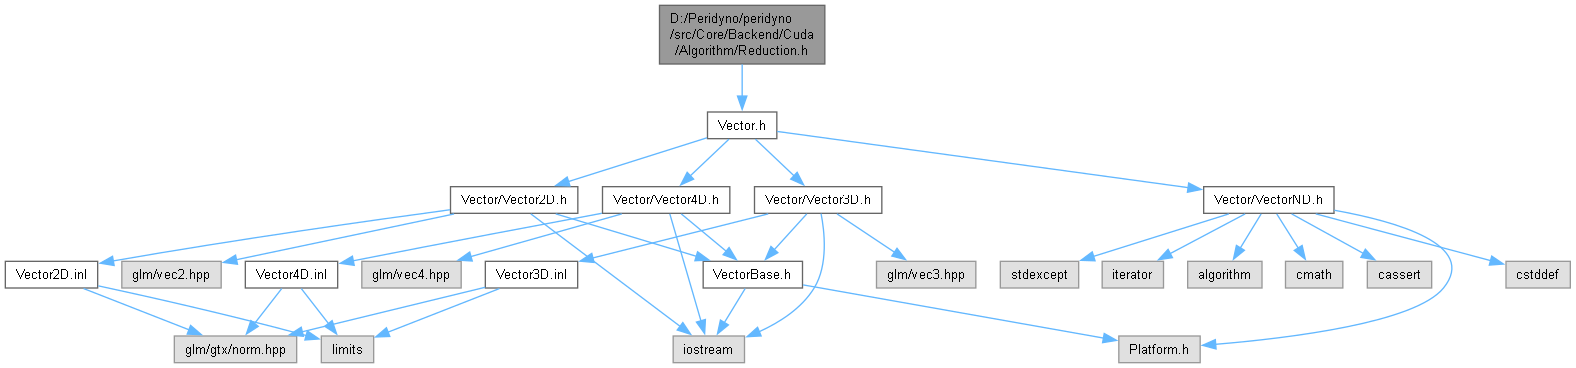 D:/Peridyno/peridyno
/src/Core/Backend/Cuda
/Algorithm/Reduction.h
Vector.h
Vector/Vector2D.h
Vector/Vector4D.h
Vector/Vector3D.h
Vector/VectorND.h
Vector2D.inl
glm/vec2.hpp
Vector4D.inl
glm/vec4.hpp
Vector3D.inl
VectorBase.h
glm/vec3.hpp
stdexcept
iterator
algorithm
cmath
cassert
cstddef
glm/gtx/norm.hpp
limits
iostream
Platform.h